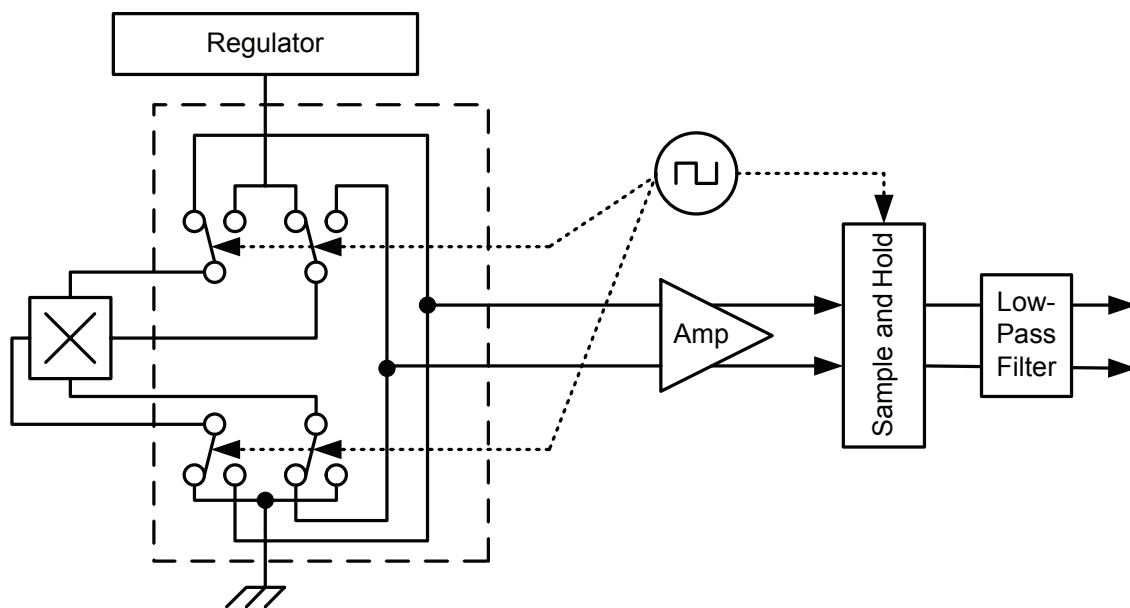 Regulator
Amp
Sample and Hold
Low-
Pass
Filter